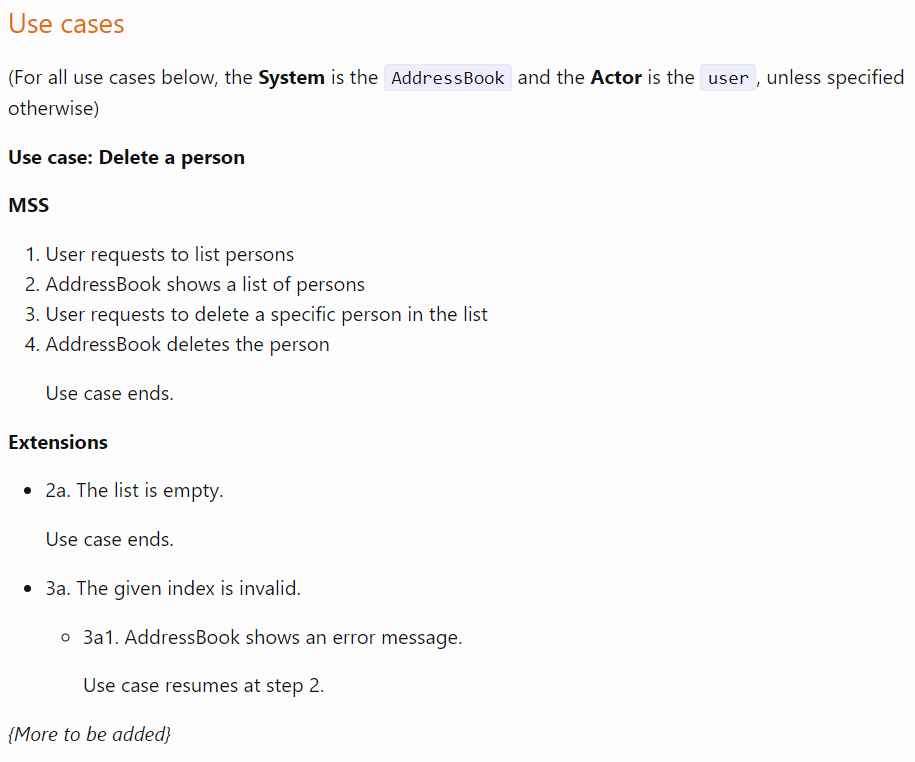 Use cases
(For all use cases below, the System is the AddressBook and the Actor is the user, unless specified
otherwise)
Use case: Delete a person
MSS
1. User requests to list persons
2. AddressBook shows a list of persons
3. User requests to delete a specific person in the list
4. AddressBook deletes the person
Use case ends.
Extensions
• 2a. The list is empty.
Use case ends.
• 3a. The given index is invalid.
◦ 3a1. AddressBook shows an error message.
Use case resumes at step 2.
{More to be added}